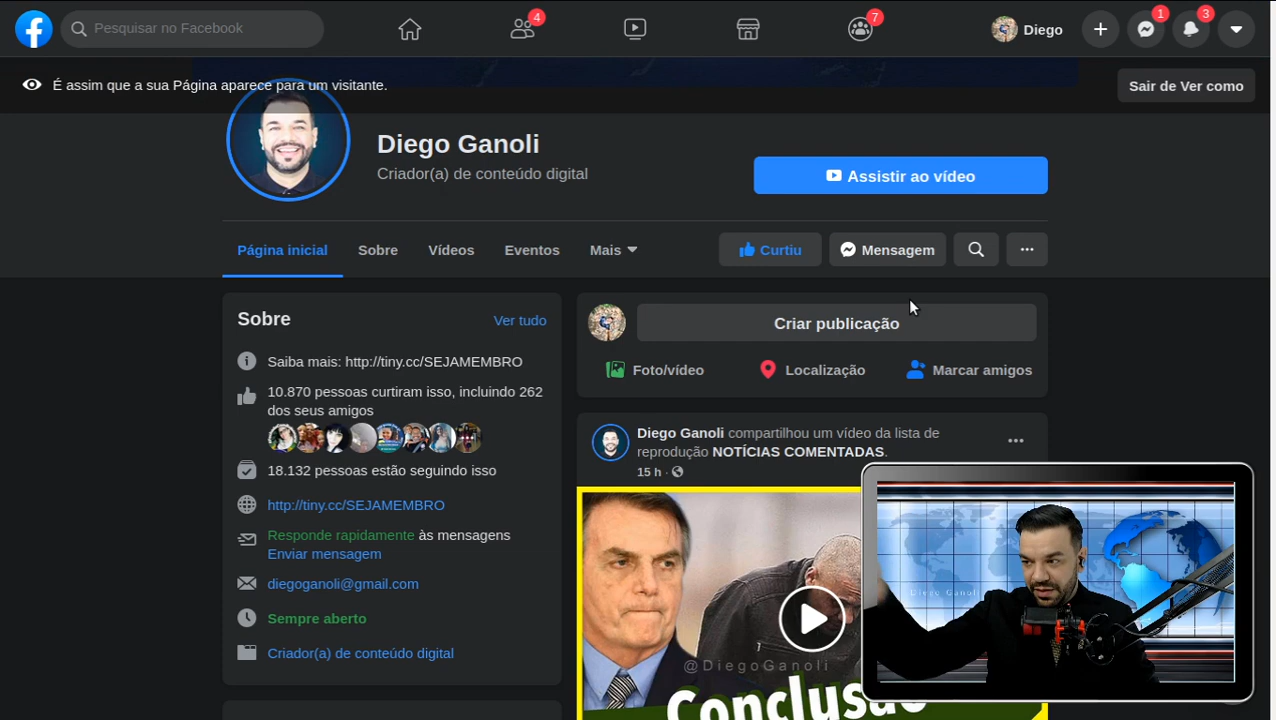 Pesquisar no Facebook
4
7
Diego
1
3
É assim que a sua Página aparece para um visitante.
Sair de Ver como
Diego Ganoli
Criador(a) de conteúdo digital
Assistir ao vídeo
Página inicial
Sobre
Vídeos
Eventos
Mais
Curtiu
Mensagem
Sobre
Ver tudo
Saiba mais: http://tiny.cc/SEJAMEMBRO
10.870 pessoas curtiram isso, incluindo 262
dos seus amigos
18.132 pessoas estão seguindo isso
http://tiny.cc/SEJAMEMBRO
Responde rapidamente às mensagens
Enviar mensagem
diegoganoli@gmail.com
Sempre aberto
Criador(a) de conteúdo digital
Criar publicação
Foto/vídeo
Localização
Marcar amigos
Diego Ganoli compartilhou um vídeo da lista de
reprodução NOTÍCIAS COMENTADAS.
15 h
@DiegoGanoli
Conclusão
Diego Ganoli